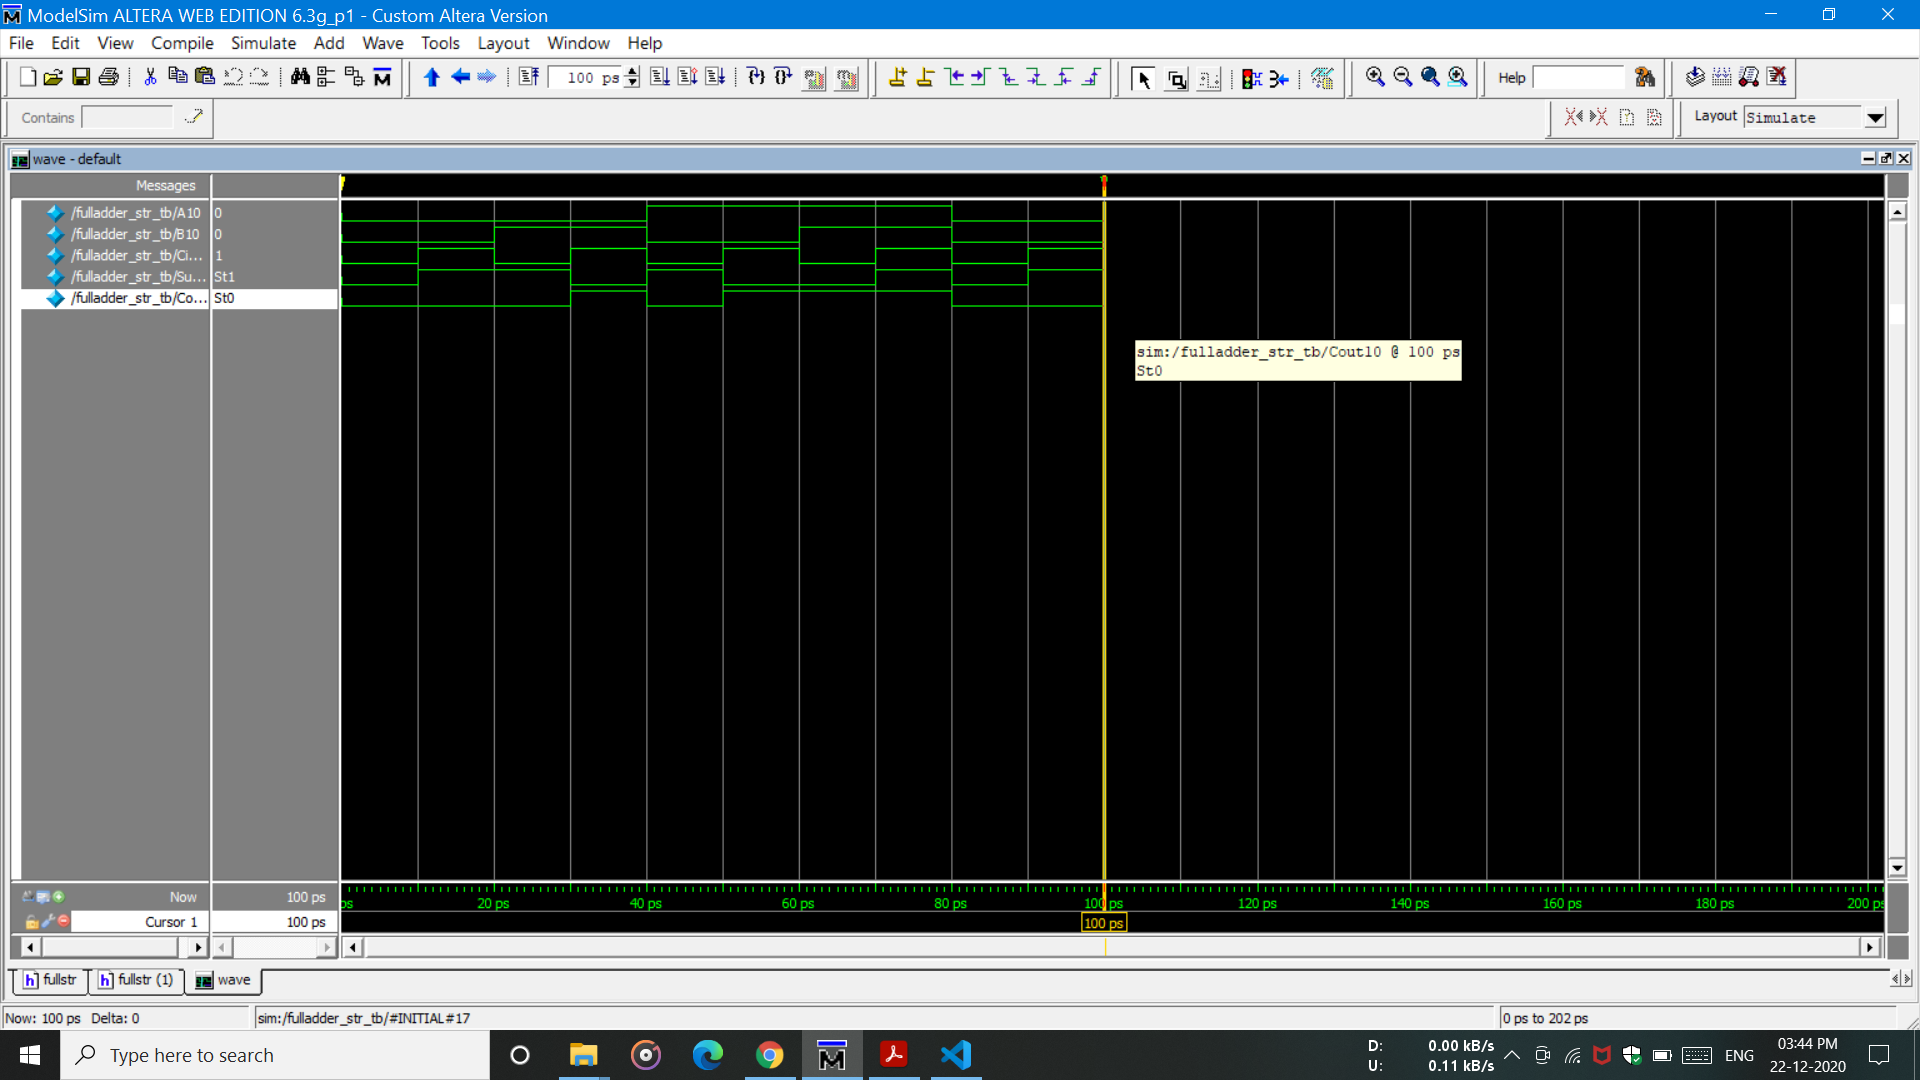 ModelSim ALTERA WEB EDITION 6.3g_p1 - Custom Altera Version
File Edit View Compile Simulate Add Wave Tools Layout Window Help
100 ps
Help
Contains
Layout Simulate
wave - default
Messages
/fulladder_str_tb/A10 0
/fulladder_str_tb/B10 0
/fulladder_str_tb/Ci... 1
/fulladder_str_tb/Su... St1
/fulladder_str_tb/Co... St0
sim:/fulladder_str_tb/Cout10 @ 100 ps
St0
Now 100 ps
ps 20 ps 40 ps 60 ps 80 ps 100 ps 120 ps 140 ps 160 ps 180 ps 200 ps
Cursor 1 100 ps
100 ps
fullstr fullstr (1) wave
Now: 100 ps Delta: 0 sim:/fulladder_str_tb/#INITIAL#17 0 ps to 202 ps
Type here to search
D: 0.00 kB/s
U: 0.11 kB/s
ENG
03:44 PM
22-12-2020